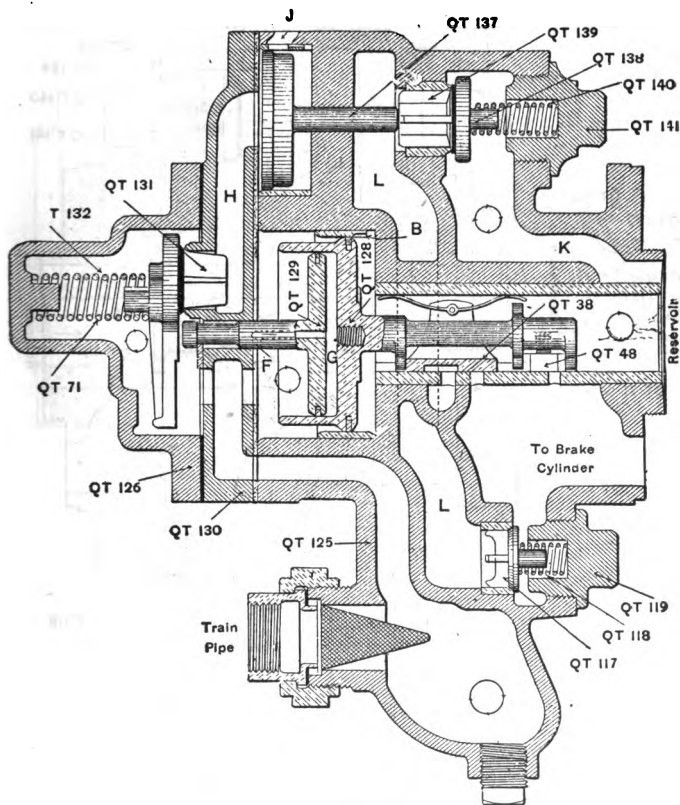 J
QT 137
QT 139
QT 138
QT 140
QT 141
QT 131
T 132
H
L
B
QT 128
K
QT 129
QT 38
Reservoir
G
F
QT 48
QT 71
To Brake
Cylinder
QT 126
L
QT 130
QT 125
QT 119
QT 118
Train
Pipe
QT 117